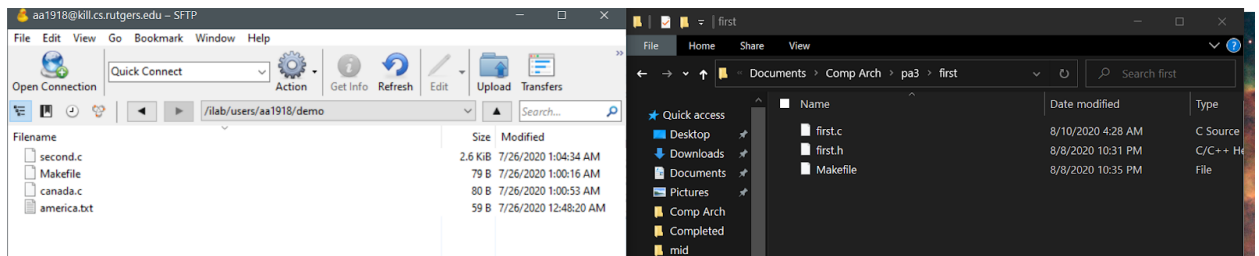 aa1918@kill.cs.rutgers.edu – SFTP
File Edit View Go Bookmark Window Help
Open Connection
Quick Connect
Action
Get Info
Refresh
Edit
Upload
Transfers
»
/ilab/users/aa1918/demo
Search...
Filename Size Modified
second.c 2.6 KiB 7/26/2020 1:04:34 AM
Makefile 79 B 7/26/2020 1:00:16 AM
canada.c 80 B 7/26/2020 1:00:53 AM
america.txt 59 B 7/26/2020 12:48:20 AM
first
File Home Share View
« Documents > Comp Arch > pa3 > first
Search first
Quick access
Desktop
Downloads
Documents
Pictures
Comp Arch
Completed
mid
Name Date modified Type
first.c 8/10/2020 4:28 AM C Source
first.h 8/8/2020 10:31 PM C/C++ He
Makefile 8/8/2020 10:35 PM File